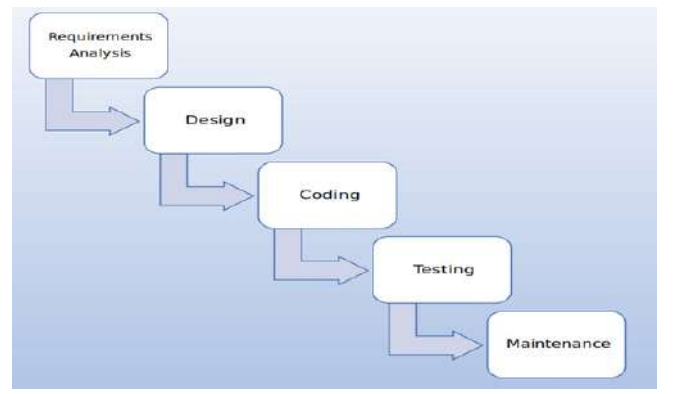 Requirements
Analysis
Design
Coding
Testing
Maintenance